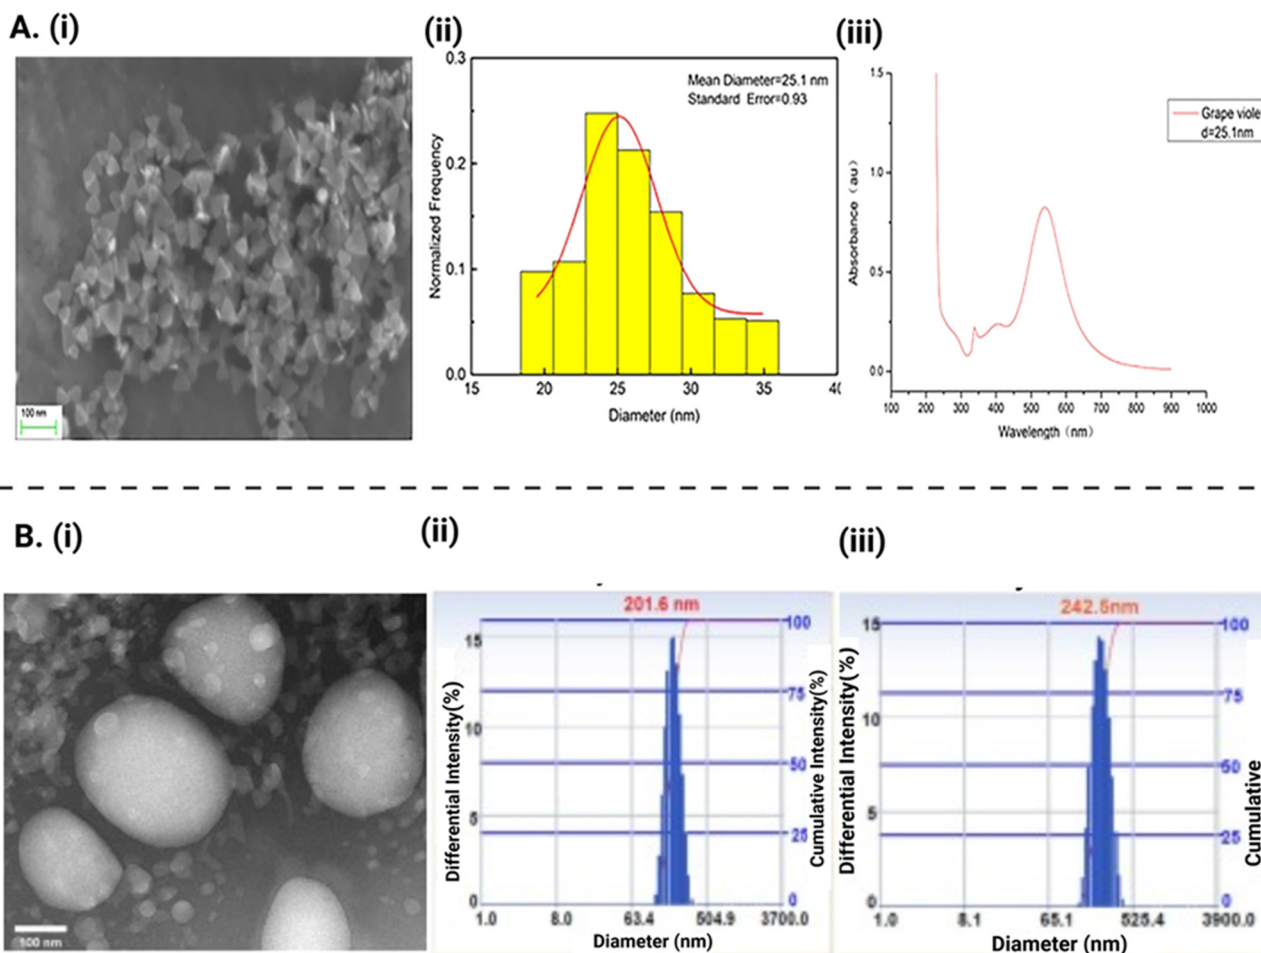 A. (i)
(ii)
(iii)
100 nm
0.3
0.2
0.1
0.0
Normalized Frequency
Mean Diameter=25.1 nm
Standard Error=0.93
15 20 25 30 35
Diameter (nm)
1.5
1.0
0.5
0.0
Absorbance (au)
Grape viole
d=25.1nm
100 200 300 400 500 600 700 800 900 1000
Wavelength (nm)
B. (i)
(ii)
(iii)
100 nm
201.6 nm
15
10
5
0
Differential Intensity(%)
100
75
50
25
0
Cumulative Intensity(%)
1.0 8.0 63.4 504.9 3700.0
Diameter (nm)
242.5nm
15
10
5
0
Differential Intensity(%)
100
75
50
25
0
Cumulative
1.0 8.1 65.1 525.4 3900.0
Diameter (nm)